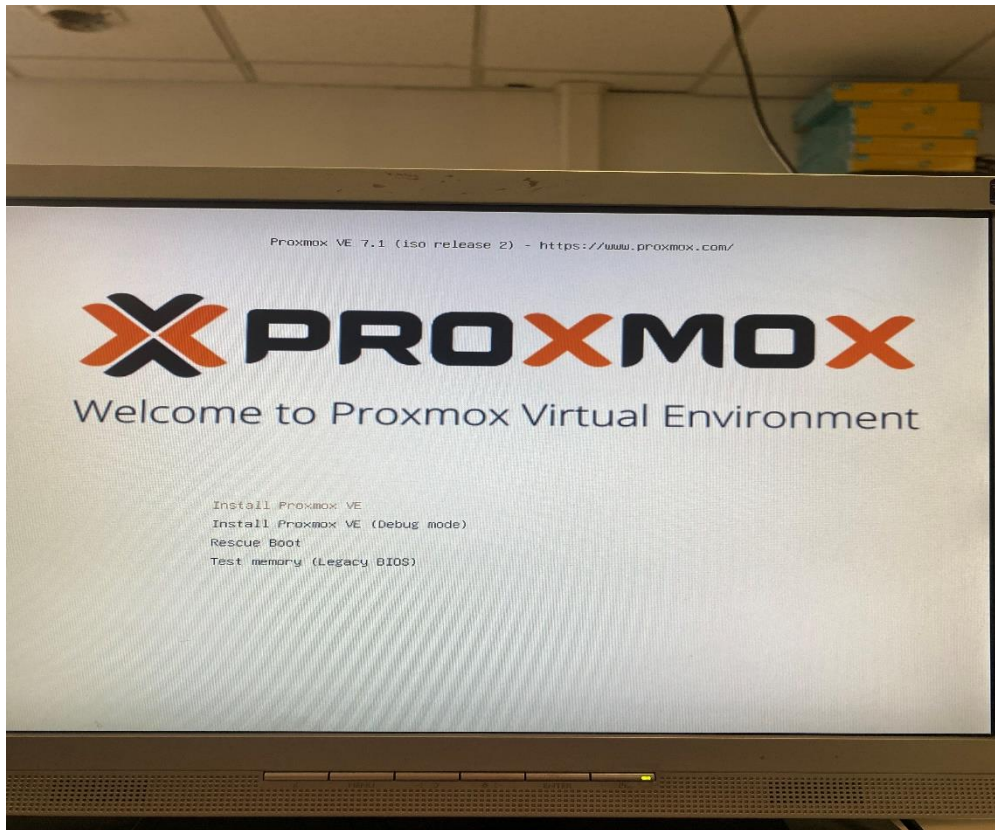 Proxmox VE 7.1 (iso release 2) - https://www.proxmox.com/
PROXMOX
Welcome to Proxmox Virtual Environment
Install Proxmox VE
Install Proxmox VE (Debug mode)
Rescue Boot
Test memory (Legacy BIOS)